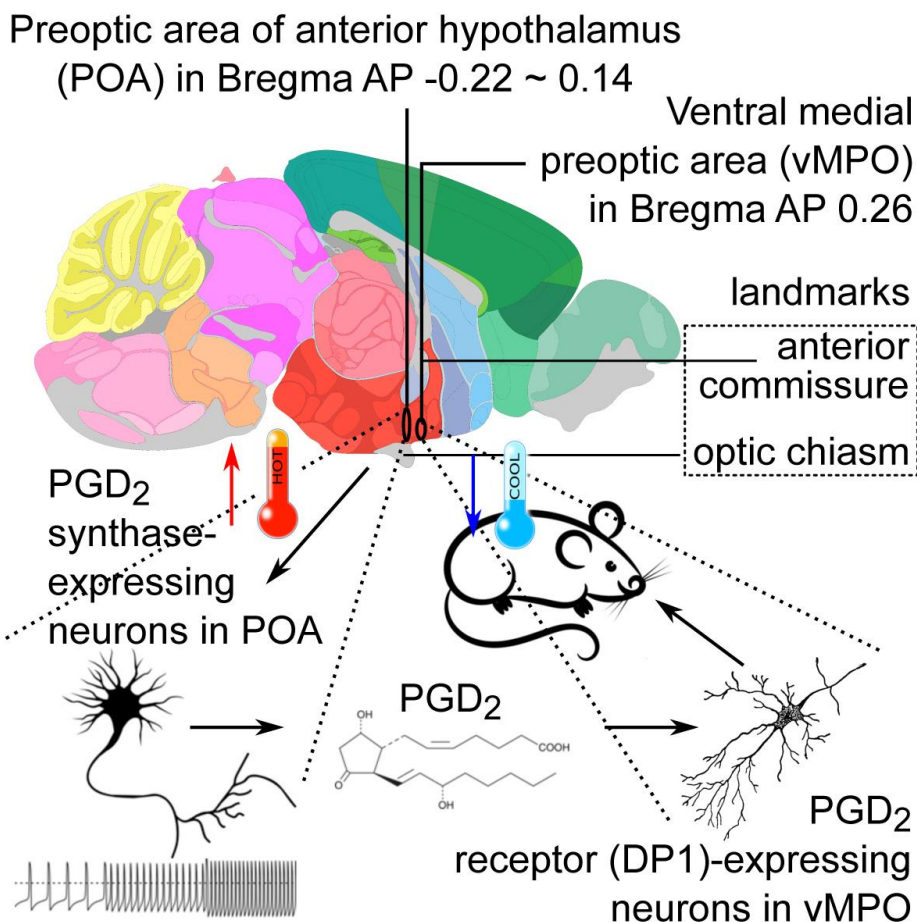 Preoptic area of anterior hypothalamus
(POA) in Bregma AP -0.22 ~ 0.14
Ventral medial
preoptic area (vMPO)
in Bregma AP 0.26
landmarks
anterior
commissure
optic chiasm
HOT
COOL
PGD₂
synthase-
expressing
neurons in POA
PGD₂
OH
COOH
O
OH
PGD₂
receptor (DP1)-expressing
neurons in vMPO